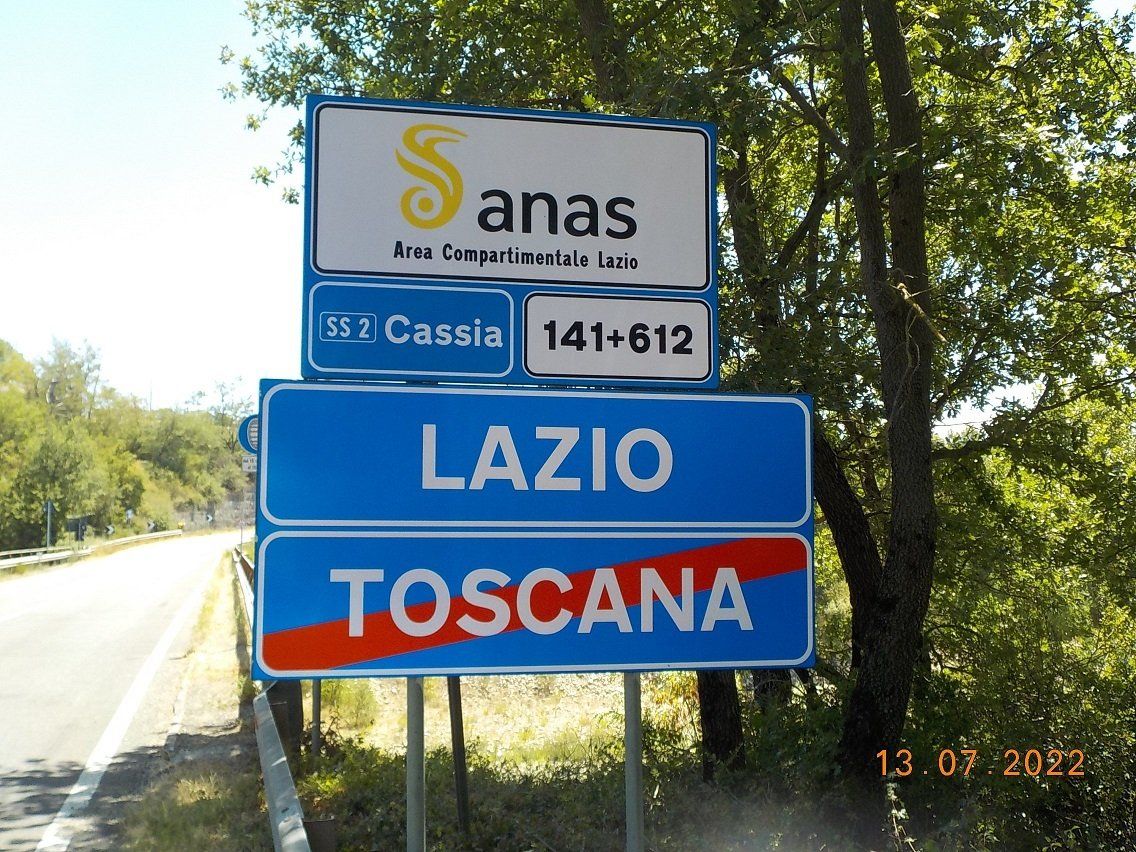 anas
Area Compartimentale Lazio
SS 2 Cassia
141+612
LAZIO
TOSCANA
13.07.2022